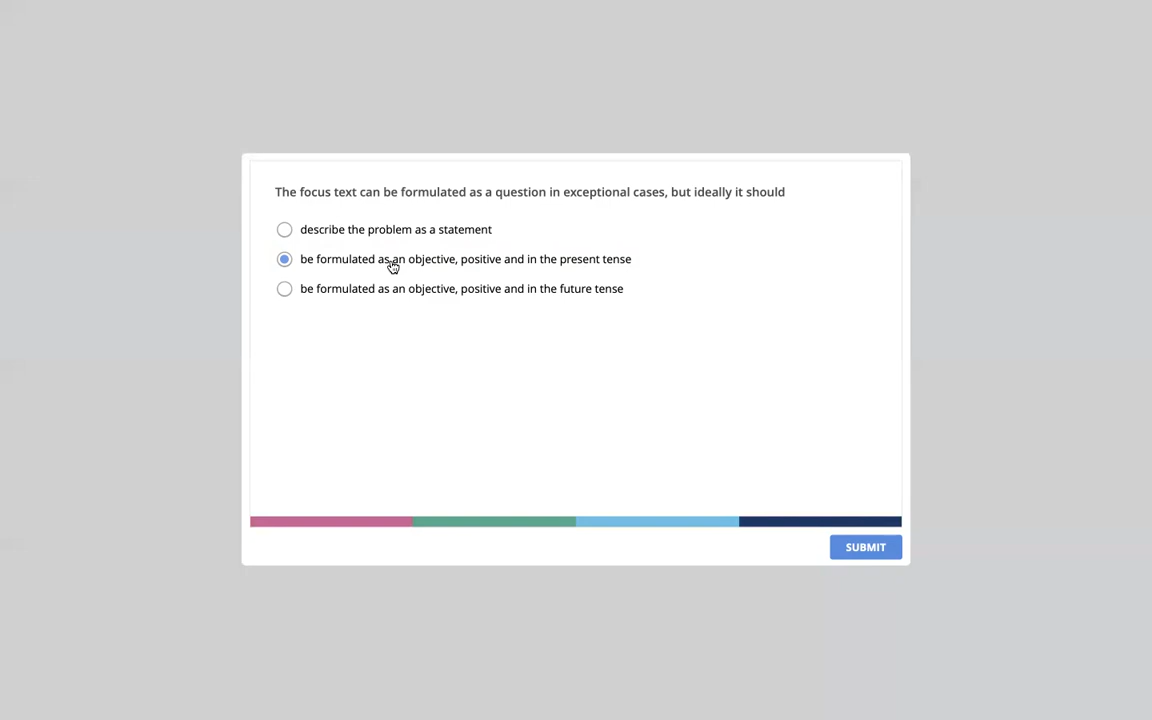 The focus text can be formulated as a question in exceptional cases, but ideally it should
describe the problem as a statement
be formulated as an objective, positive and in the present tense
be formulated as an objective, positive and in the future tense
SUBMIT